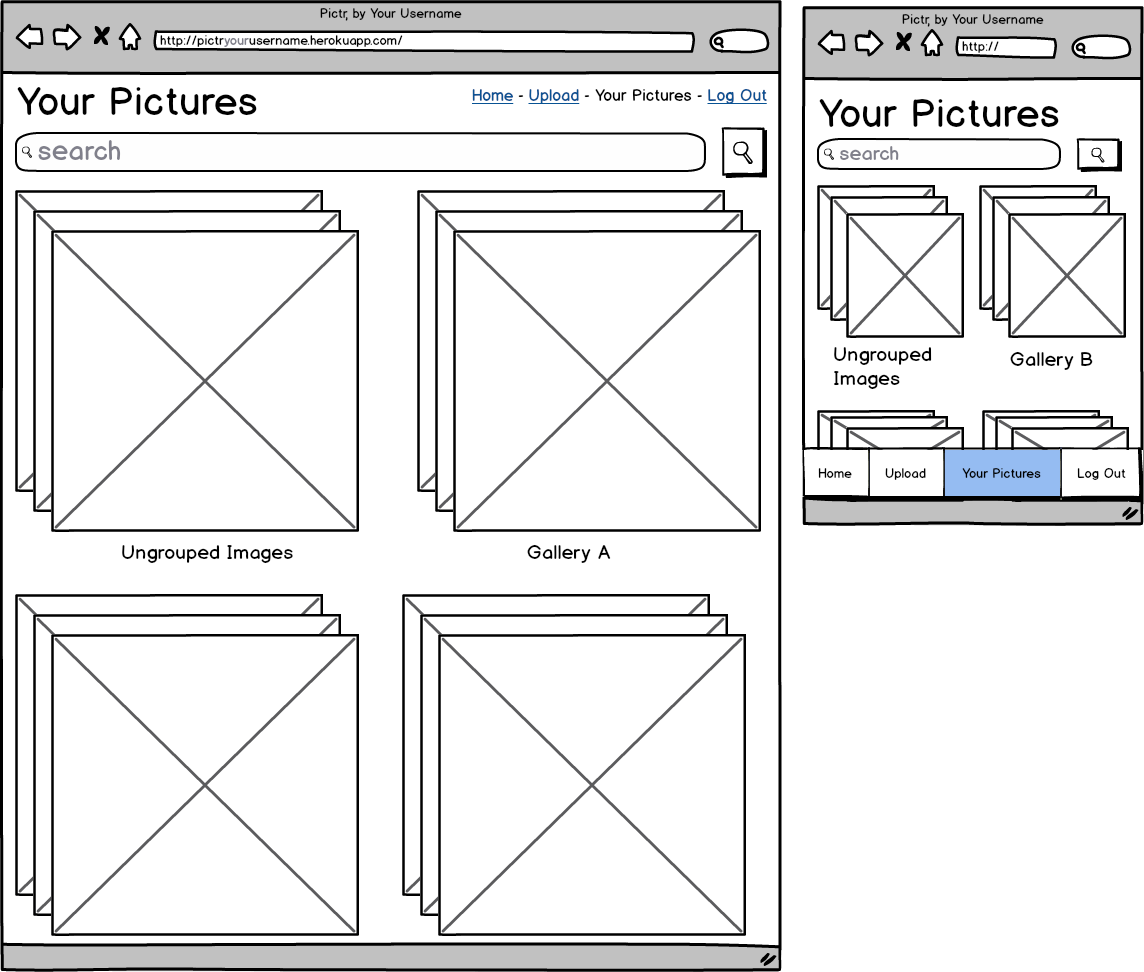 Pictr, by Your Username
http://pictryourusername.herokuapp.com/
Your Pictures
Home - Upload - Your Pictures - Log Out
search
Ungrouped Images
Gallery A
Pictr, by Your Username
http://
Your Pictures
search
Ungrouped
Images
Gallery B
Home
Upload
Your Pictures
Log Out